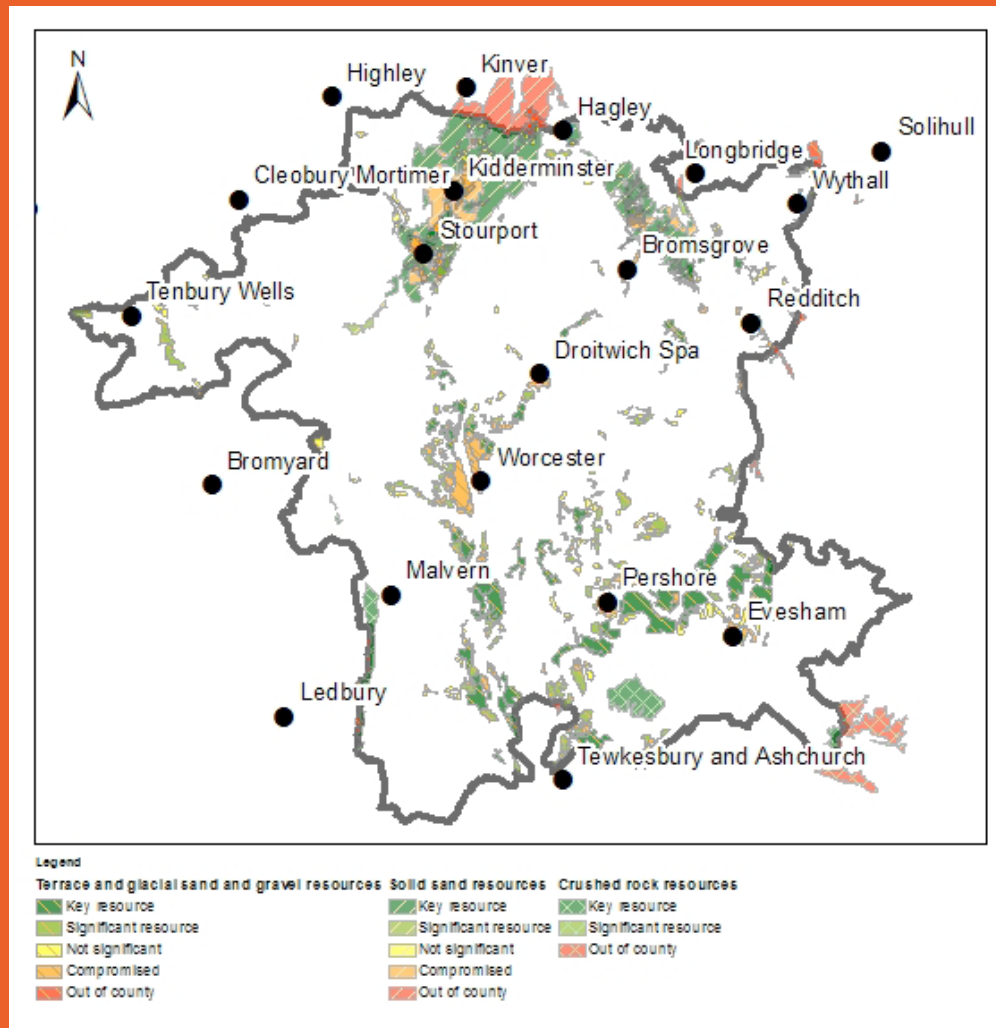 N
Highley
Kinver
Hagley
Solihull
Longbridge
Cleobury Mortimer
Kidderminster
Wythall
Stourport
Bromsgrove
Tenbury Wells
Redditch
Droitwich Spa
Bromyard
Worcester
Malvern
Pershore
Evesham
Ledbury
Tewkesbury and Ashchurch
Legend
Terrace and glacial sand and gravel resources
Key resource
Significant resource
Not significant
Compromised
Out of county
Solid sand resources
Key resource
Significant resource
Not significant
Compromised
Out of county
Crushed rock resources
Key resource
Significant resource
Out of county